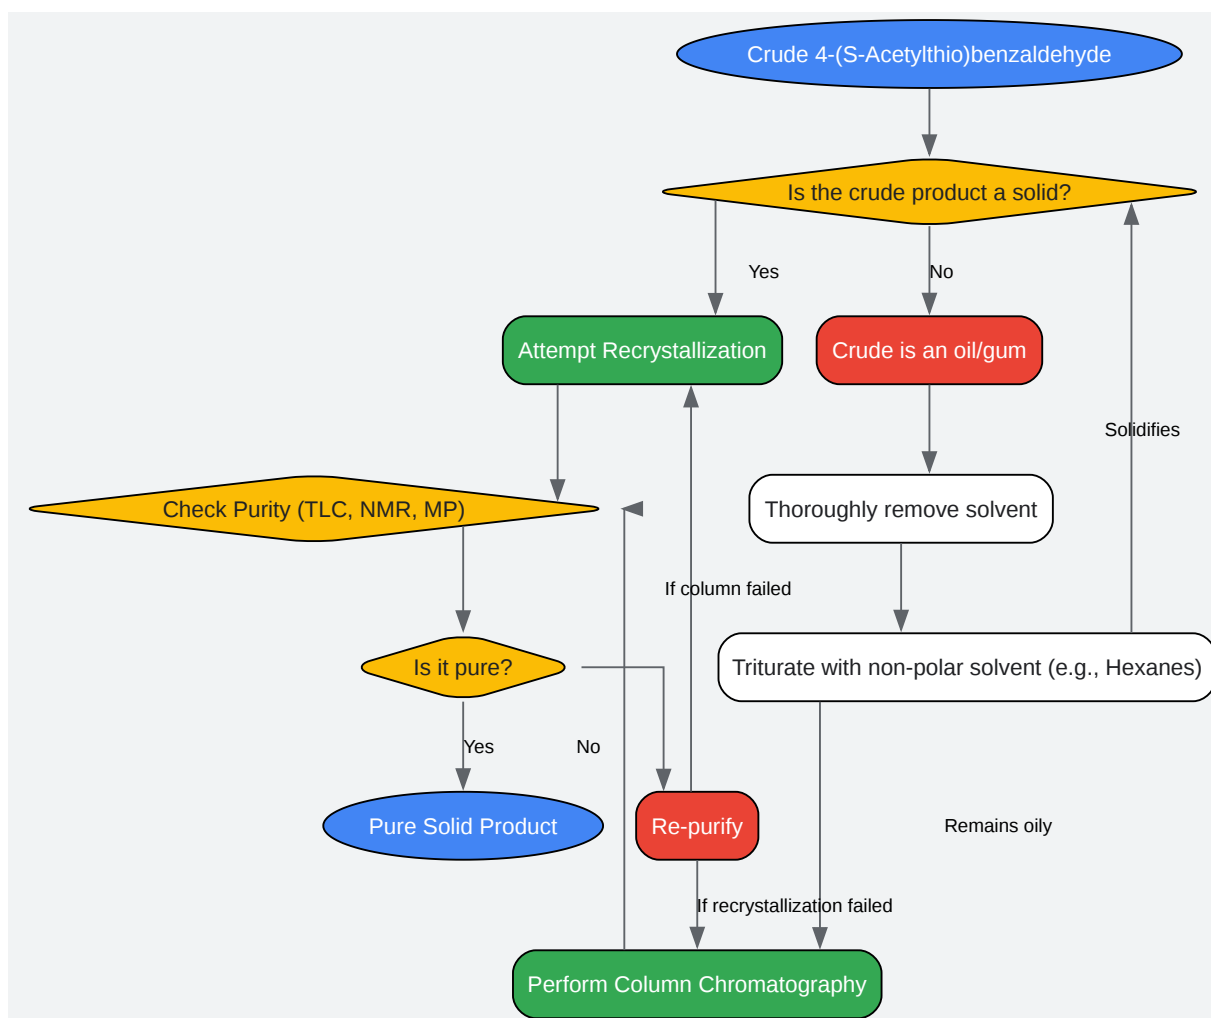 Crude 4-(S-Acetylthio)benzaldehyde
Is the crude product a solid?
Yes
No
Attempt Recrystallization
Crude is an oil/gum
Solidifies
Check Purity (TLC, NMR, MP)
Thoroughly remove solvent
If column failed
Is it pure?
Triturate with non-polar solvent (e.g., Hexanes)
Yes
No
Pure Solid Product
Re-purify
Remains oily
If recrystallization failed
Perform Column Chromatography